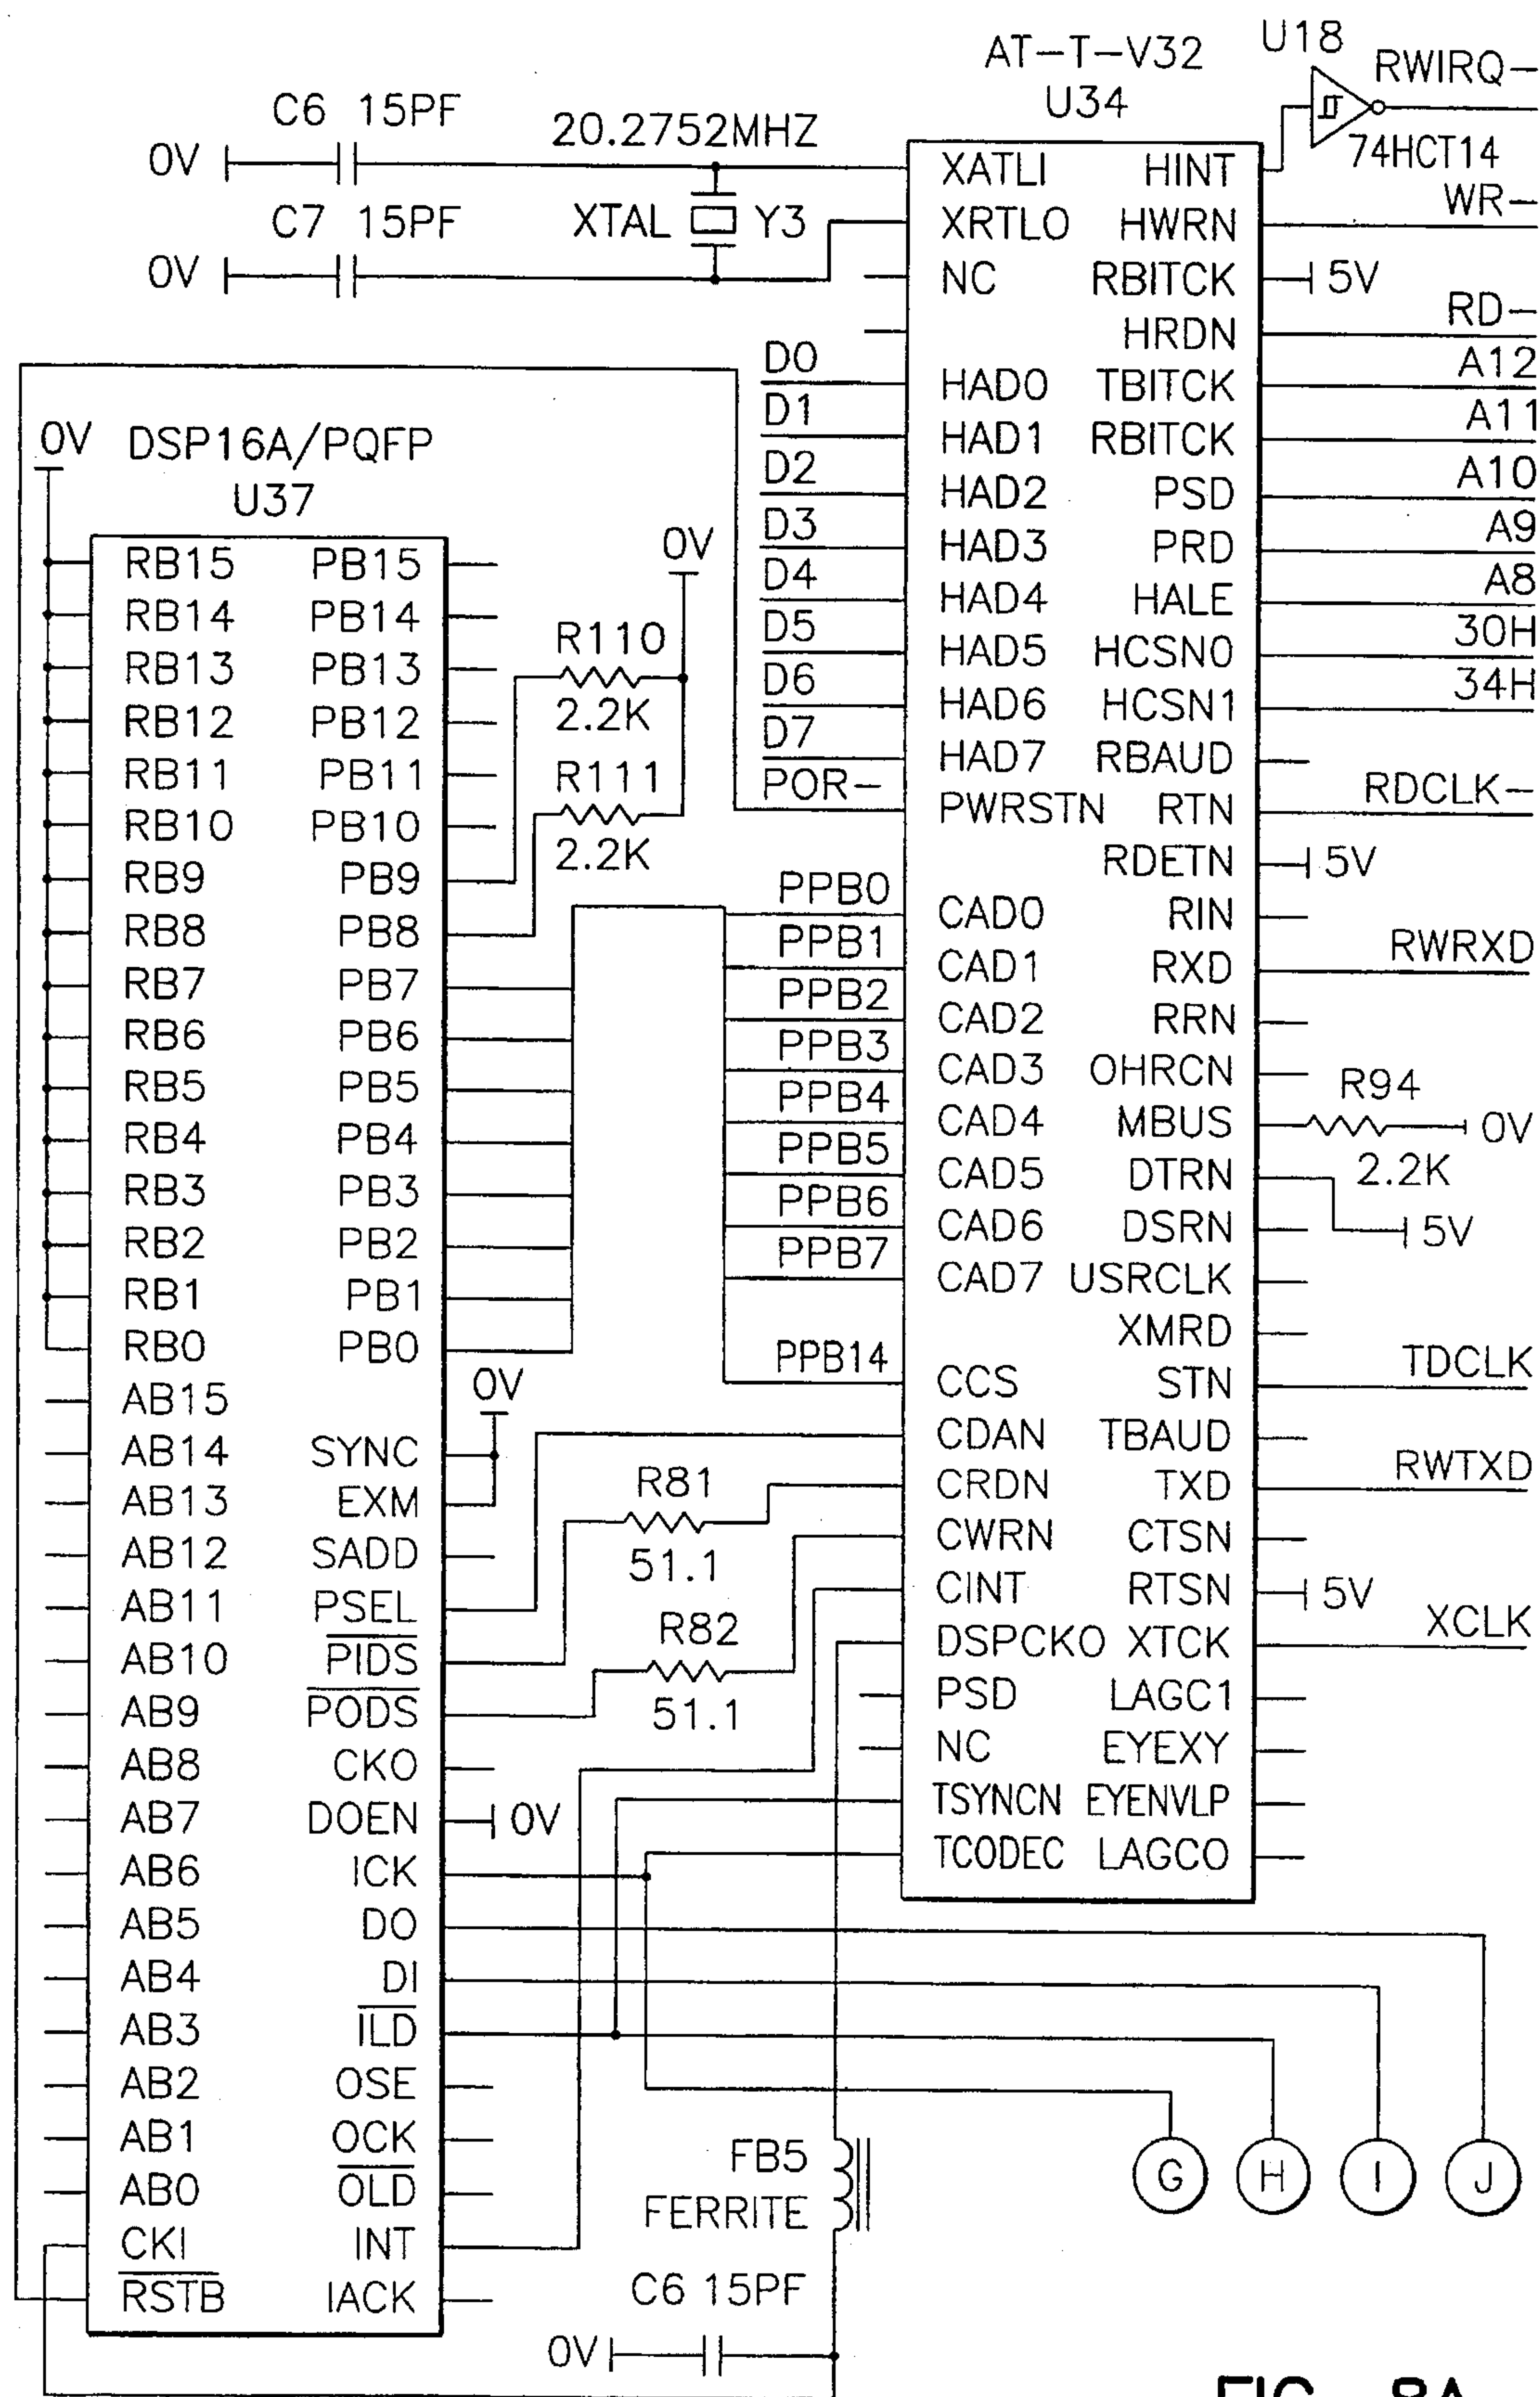 AT-T-V32
U34
U18
RWIRQ-
74HCT14
C6 15PF
20.2752MHZ
0V
C7 15PF
XTAL
Y3
0V
XATLI HINT
XRTLO HWRN
WR-
NC RBITCK
5V
HRDN
RD-
D0
HAD0 TBITCK
A12
D1
HAD1 RBITCK
A11
D2
HAD2 PSD
A10
D3
HAD3 PRD
A9
D4
HAD4 HALE
A8
D5
HAD5 HCSN0
30H
D6
HAD6 HCSN1
34H
D7
HAD7 RBAUD
POR-
PWRSTN RTN
RDCLK-
RDETN
5V
PPB0
CAD0 RIN
PPB1
CAD1 RXD
RWRXD
PPB2
CAD2 RRN
PPB3
CAD3 OHRCN
PPB4
CAD4 MBUS
R94
2.2K
0V
PPB5
CAD5 DTRN
5V
PPB6
CAD6 DSRN
PPB7
CAD7 USRCLK
XMRD
PPB14
CCS STN
TDCLK
CDAN TBAUD
CRDN TXD
RWTXD
CWRN CTSN
CINT RTSN
5V
DSPCKO XTCK
XCLK
PSD LAGC1
NC EYEXY
TSYNCN EYENVLP
TCODEC LAGCO
0V
DSP16A/PQFP
U37
RB15 PB15
RB14 PB14
RB13 PB13
RB12 PB12
RB11 PB11
RB10 PB10
RB9 PB9
RB8 PB8
RB7 PB7
RB6 PB6
RB5 PB5
RB4 PB4
RB3 PB3
RB2 PB2
RB1 PB1
RB0 PB0
AB15
AB14 SYNC
AB13 EXM
AB12 SADD
AB11 PSEL
AB10 PIDS
AB9 PODS
AB8 CKO
AB7 DOEN
0V
AB6 ICK
AB5 DO
AB4 DI
AB3 ILD
AB2 OSE
AB1 OCK
AB0 OLD
CKI INT
RSTB IACK
0V
R110
2.2K
R111
2.2K
0V
R81
51.1
R82
51.1
FB5
FERRITE
C6 15PF
0V
G
H
I
J
FIG. 8A